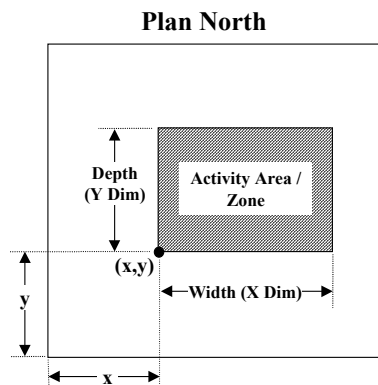 Plan North
Depth
(Y Dim)
Activity Area /
Zone
(x,y)
Width (X Dim)
y
x